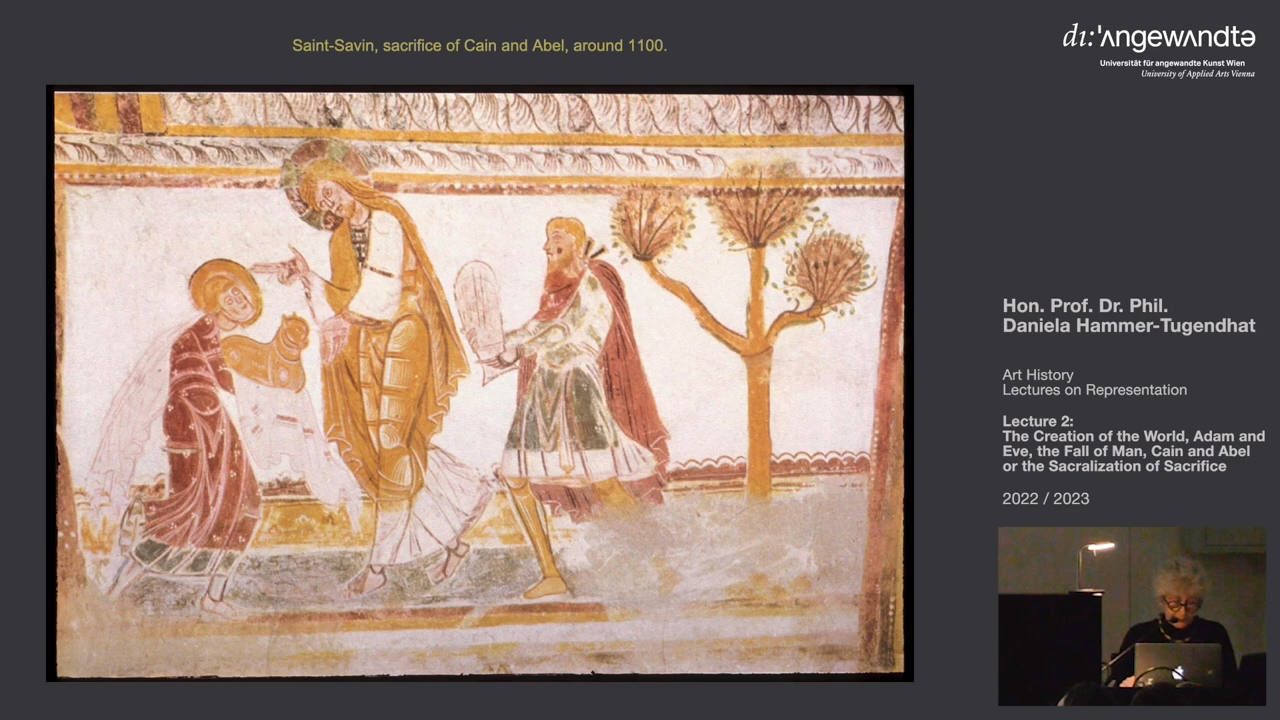 Saint-Savin, sacrifice of Cain and Abel, around 1100.
dı:'ʌngewʌndtə
Universität für angewandte Kunst Wien
University of Applied Arts Vienna
Hon. Prof. Dr. Phil.
Daniela Hammer-Tugendhat
Art History
Lectures on Representation
Lecture 2:
The Creation of the World, Adam and
Eve, the Fall of Man, Cain and Abel
or the Sacralization of Sacrifice
2022 / 2023